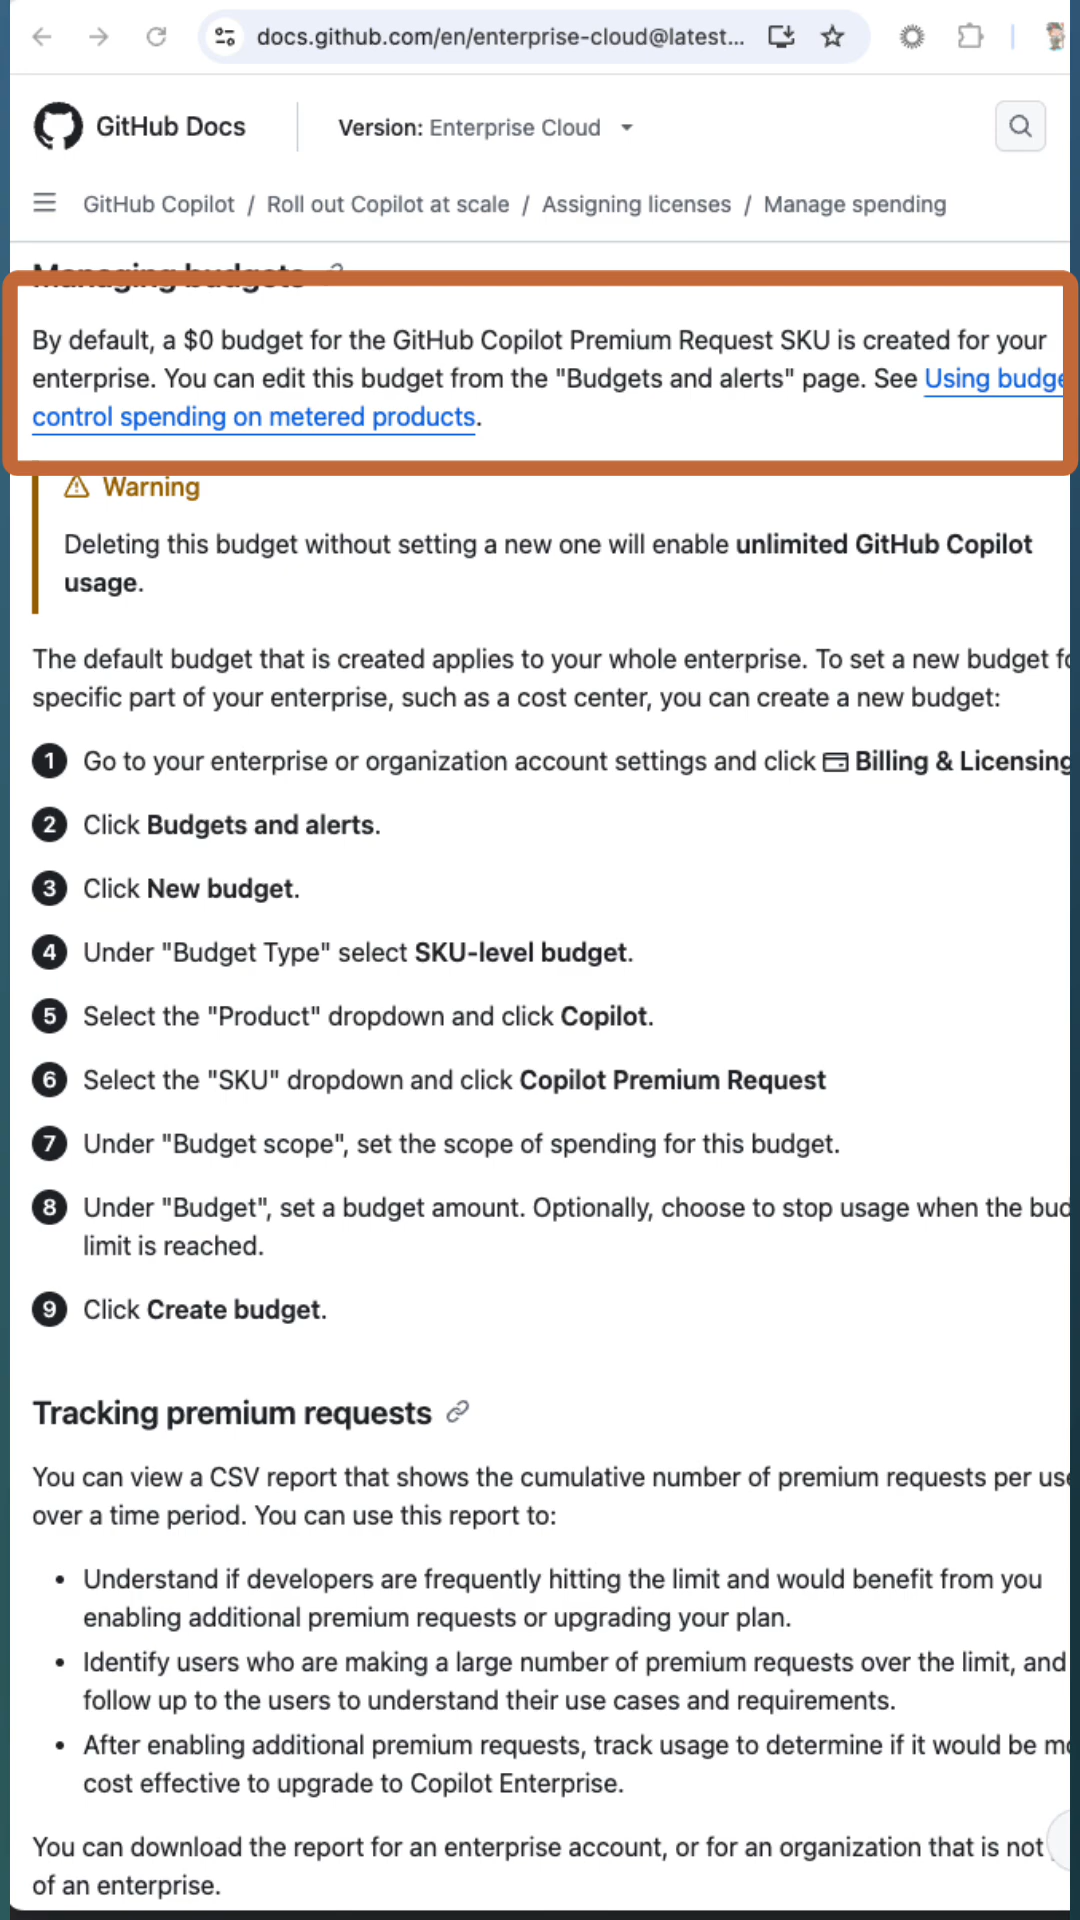 docs.github.com/en/enterprise-cloud@latest...
GitHub Docs
Version: Enterprise Cloud
GitHub Copilot / Roll out Copilot at scale / Assigning licenses / Manage spending
Managing budgets
By default, a $0 budget for the GitHub Copilot Premium Request SKU is created for your
enterprise. You can edit this budget from the "Budgets and alerts" page. See Using budge
control spending on metered products.
Warning
Deleting this budget without setting a new one will enable unlimited GitHub Copilot
usage.
The default budget that is created applies to your whole enterprise. To set a new budget fo
specific part of your enterprise, such as a cost center, you can create a new budget:
1 Go to your enterprise or organization account settings and click Billing & Licensing
2 Click Budgets and alerts.
3 Click New budget.
4 Under "Budget Type" select SKU-level budget.
5 Select the "Product" dropdown and click Copilot.
6 Select the "SKU" dropdown and click Copilot Premium Request
7 Under "Budget scope", set the scope of spending for this budget.
8 Under "Budget", set a budget amount. Optionally, choose to stop usage when the bud
limit is reached.
9 Click Create budget.
Tracking premium requests
You can view a CSV report that shows the cumulative number of premium requests per use
over a time period. You can use this report to:
• Understand if developers are frequently hitting the limit and would benefit from you
enabling additional premium requests or upgrading your plan.
• Identify users who are making a large number of premium requests over the limit, and
follow up to the users to understand their use cases and requirements.
• After enabling additional premium requests, track usage to determine if it would be mo
cost effective to upgrade to Copilot Enterprise.
You can download the report for an enterprise account, or for an organization that is not
of an enterprise.